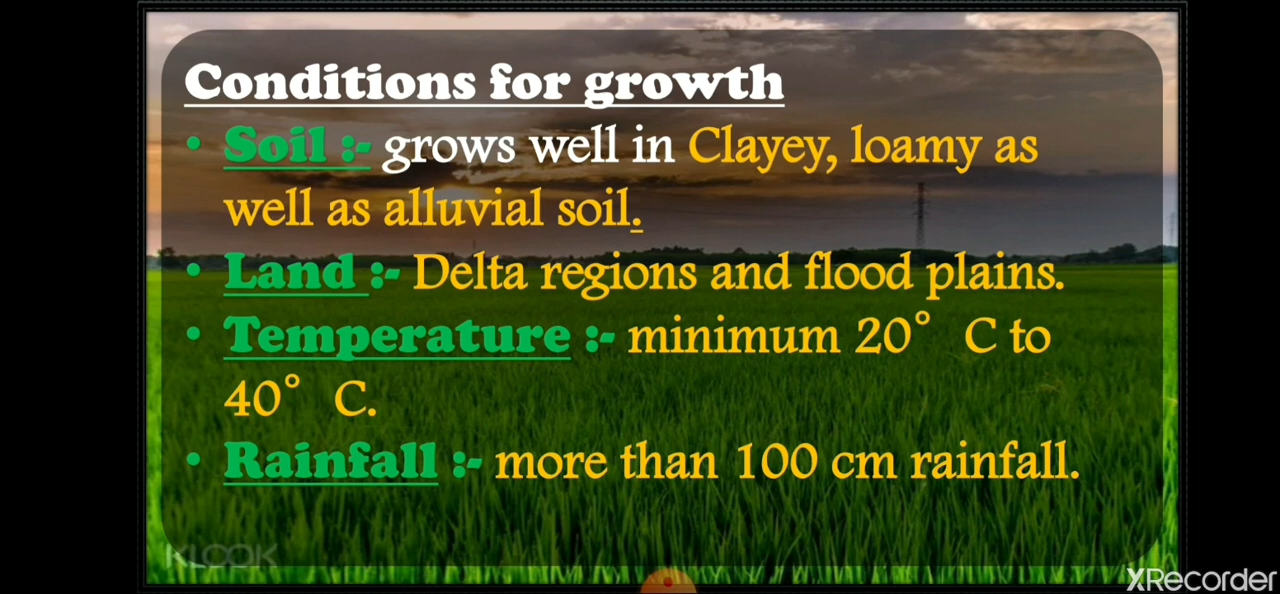 Conditions for growth
• Soil :- grows well in Clayey, loamy as
well as alluvial soil.
• Land :- Delta regions and flood plains.
• Temperature :- minimum 20° C to
40° C.
• Rainfall :- more than 100 cm rainfall.
KLOOK
XRecorder